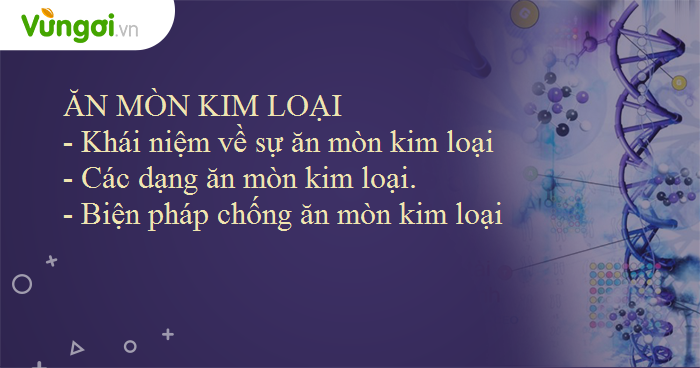 Vùngơi.vn
ĂN MÒN KIM LOẠI
- Khái niệm về sự ăn mòn kim loại
- Các dạng ăn mòn kim loại.
- Biện pháp chống ăn mòn kim loại